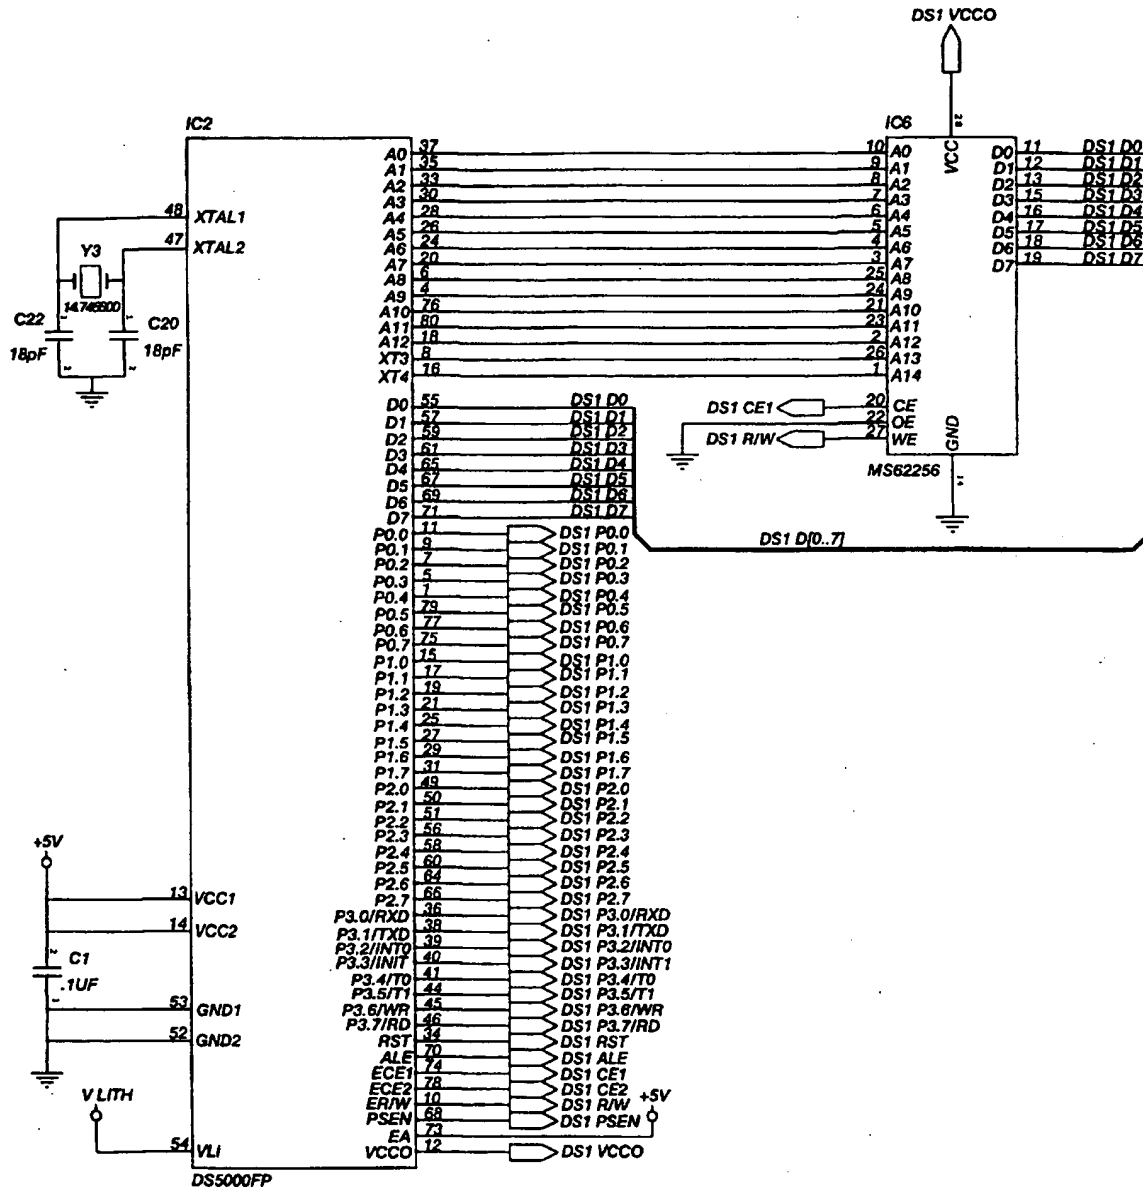 DS1 VCCO
28
IC2
IC6
A0 37 10 A0 VCC D0 11 DS1 D0
A1 35 9 A1 D1 12 DS1 D1
A2 33 8 A2 D2 13 DS1 D2
A3 30 7 A3 D3 15 DS1 D3
A4 28 6 A4 D4 16 DS1 D4
A5 26 5 A5 D5 17 DS1 D5
A6 24 4 A6 D6 18 DS1 D6
A7 20 3 A7 D7 19 DS1 D7
A8 6 25 A8
A9 4 24 A9
A10 76 21 A10
A11 80 23 A11
A12 18 2 A12
XT3 8 26 A13
XT4 16 1 A14
48 XTAL1
47 XTAL2
Y3
C22
C20
18pF
18pF
D0 55 DS1 D0
D1 57 DS1 D1
D2 59 DS1 D2
D3 61 DS1 D3
D4 65 DS1 D4
D5 67 DS1 D5
D6 69 DS1 D6
D7 71 DS1 D7
DS1 CE1 20 CE
22 OE
DS1 R/W 27 WE
GND
MS62256
14
DS1 D[0..7]
P0.0 11 DS1 P0.0
P0.1 9 DS1 P0.1
P0.2 7 DS1 P0.2
P0.3 5 DS1 P0.3
P0.4 1 DS1 P0.4
P0.5 79 DS1 P0.5
P0.6 77 DS1 P0.6
P0.7 75 DS1 P0.7
P1.0 15 DS1 P1.0
P1.1 17 DS1 P1.1
P1.2 19 DS1 P1.2
P1.3 21 DS1 P1.3
P1.4 25 DS1 P1.4
P1.5 27 DS1 P1.5
P1.6 29 DS1 P1.6
P1.7 31 DS1 P1.7
P2.0 49 DS1 P2.0
P2.1 50 DS1 P2.1
P2.2 51 DS1 P2.2
P2.3 56 DS1 P2.3
P2.4 58 DS1 P2.4
P2.5 60 DS1 P2.5
P2.6 64 DS1 P2.6
P2.7 66 DS1 P2.7
P3.0/RXD 36 DS1 P3.0/RXD
P3.1/TXD 38 DS1 P3.1/TXD
P3.2/INT0 39 DS1 P3.2/INT0
P3.3/INIT 40 DS1 P3.3/INT1
P3.4/T0 41 DS1 P3.4/T0
P3.5/T1 44 DS1 P3.5/T1
P3.6/WR 45 DS1 P3.6/WR
P3.7/RD 46 DS1 P3.7/RD
RST 34 DS1 RST
ALE 70 DS1 ALE
ECE1 74 DS1 CE1
ECE2 78 DS1 CE2
ER/W 10 DS1 R/W
PSEN 68 DS1 PSEN
EA 73 +5V
VCCO 12 DS1 VCCO
+5V
13 VCC1
14 VCC2
C1
.1UF
53 GND1
52 GND2
V LITH
54 VLI
DS5000FP